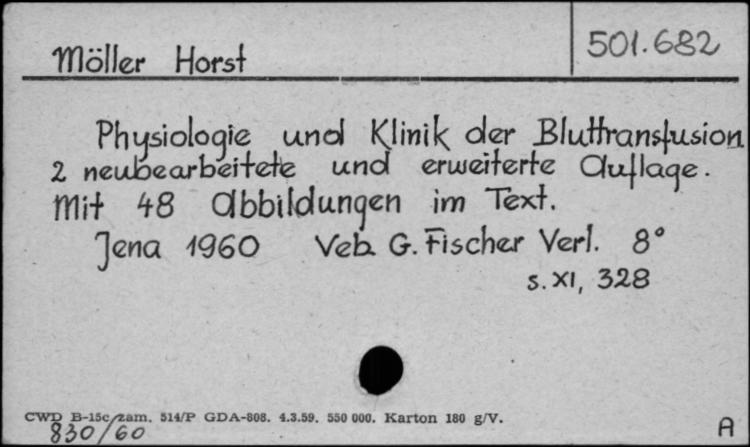 Möller Horst 501.682
Physiologie und Klinik der Bluttransfusion
2 neubearbeitete und erweiterte Auflage.
Mit 48 Abbildungen im Text.
Jena 1960 Veb. G. Fischer Verl. 8°
s. XI, 328
CWD B-15c/zam. 514/P GDA-808. 4.3.59. 550 000. Karton 180 g/V.
830/60 A